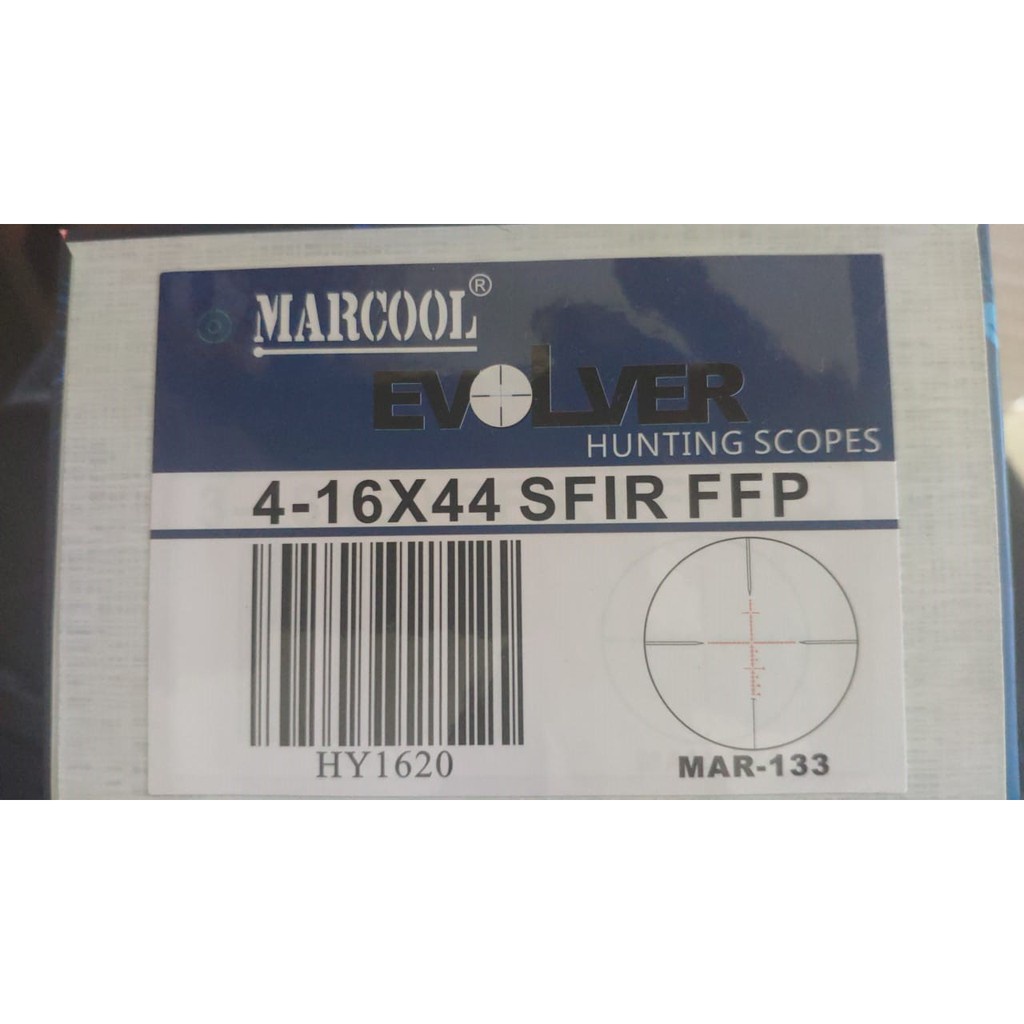 MARCOOL®
EVOLVER
HUNTING SCOPES
4-16X44 SFIR FFP
HY1620
MAR-133